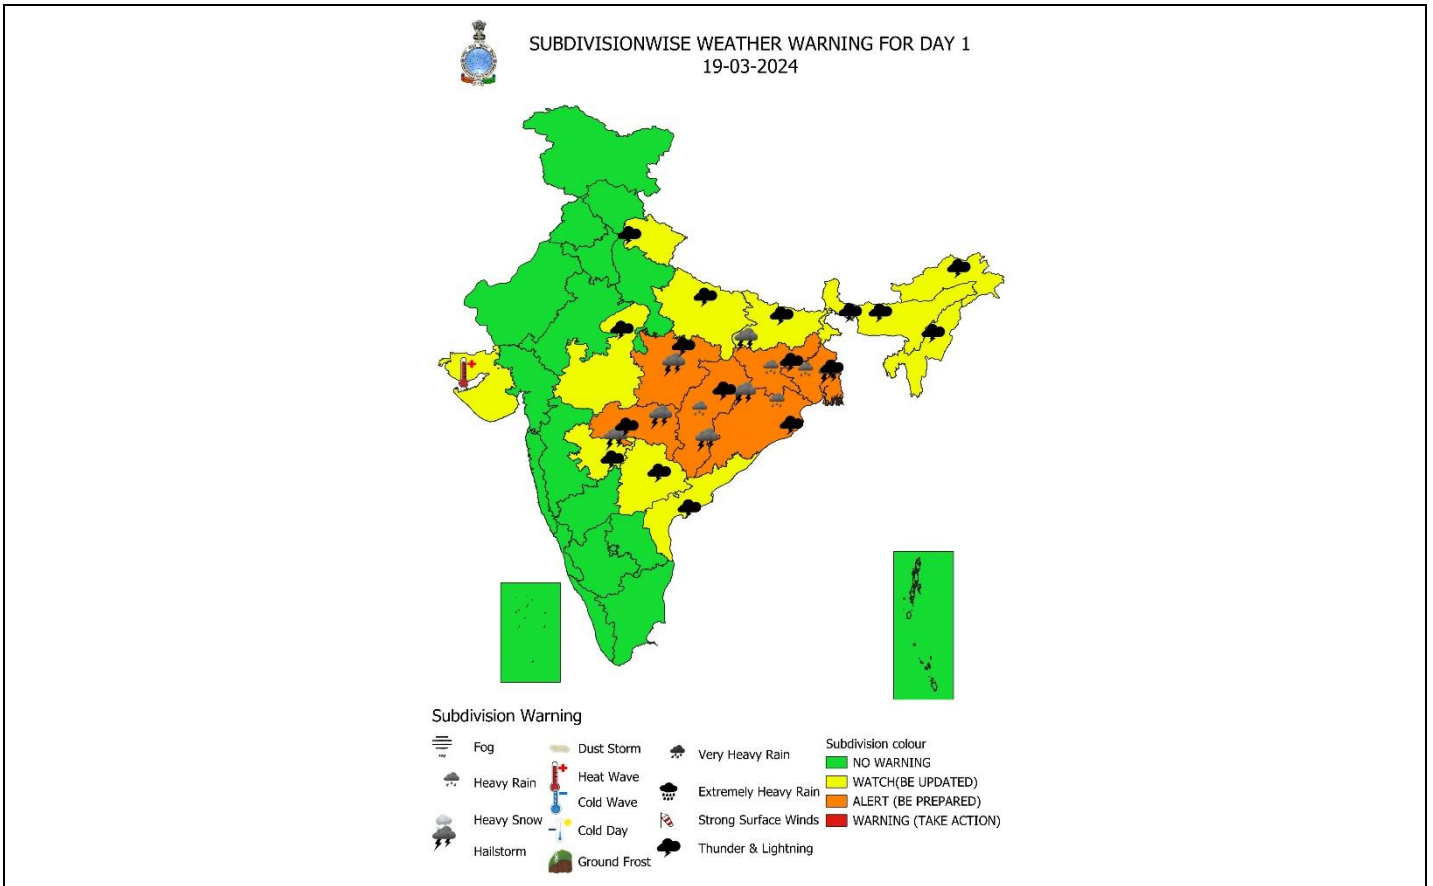 SUBDIVISIONWISE WEATHER WARNING FOR DAY 1
19-03-2024
Subdivision Warning
Fog
Heavy Rain
Heavy Snow
Hailstorm
Dust Storm
Heat Wave
Cold Wave
Cold Day
Ground Frost
Very Heavy Rain
Extremely Heavy Rain
Strong Surface Winds
Thunder & Lightning
Subdivision colour
NO WARNING
WATCH(BE UPDATED)
ALERT (BE PREPARED)
WARNING (TAKE ACTION)